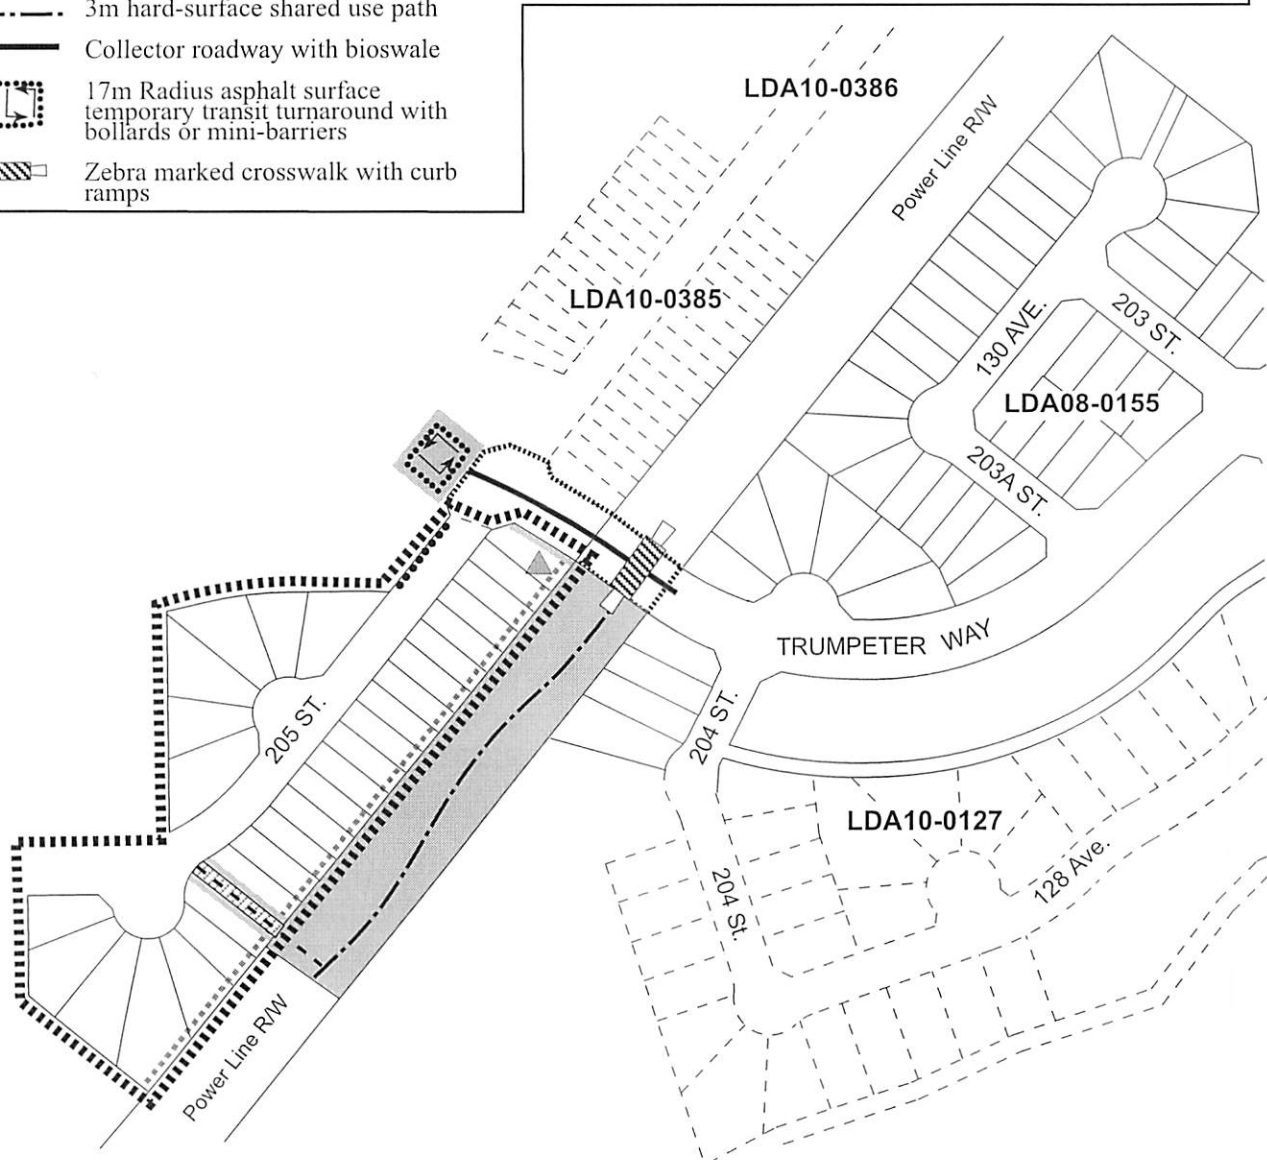 3m hard-surface shared use path
Collector roadway with bioswale
17m Radius asphalt surface
temporary transit turnaround with
bollards or mini-barriers
Zebra marked crosswalk with curb
ramps
LDA10-0386
Power Line R/W
LDA10-0385
130 AVE.
203 ST.
LDA08-0155
203A ST.
TRUMPETER WAY
205 ST.
204 ST.
LDA10-0127
128 Ave.
204 St.
Power Line R/W